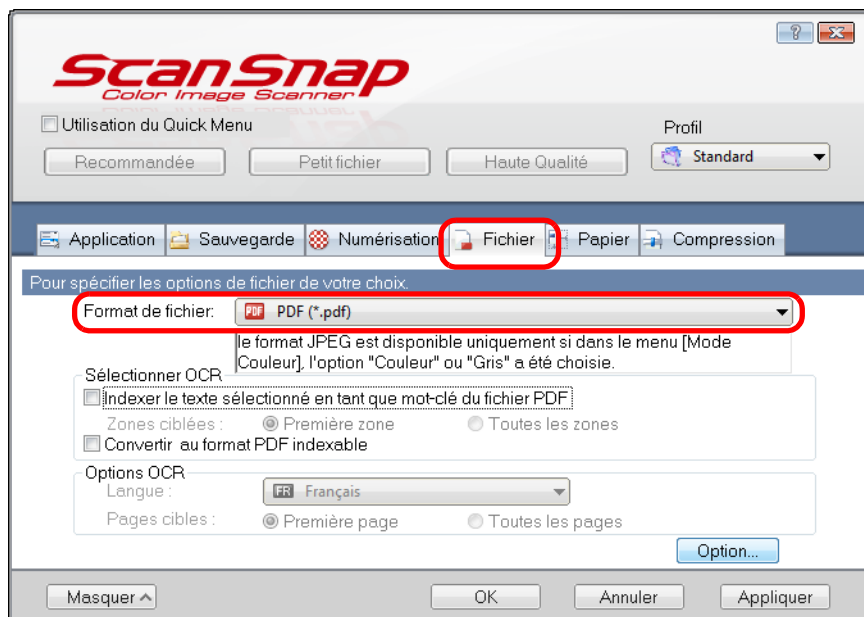 ScanSnap
Color Image Scanner
Utilisation du Quick Menu
Profil
Recommandée Petit fichier Haute Qualité Standard
Application Sauvegarde Numérisation Fichier Papier Compression
Pour spécifier les options de fichier de votre choix.
Format de fichier: PDF PDF (*.pdf)
le format JPEG est disponible uniquement si dans le menu [Mode
Couleur], l'option "Couleur" ou "Gris" a été choisie.
Sélectionner OCR
Indexer le texte sélectionné en tant que mot-clé du fichier PDF
Zones ciblées : Première zone Toutes les zones
Convertir au format PDF indexable
Options OCR
Langue : FR Français
Pages cibles : Première page Toutes les pages
Option...
Masquer OK Annuler Appliquer